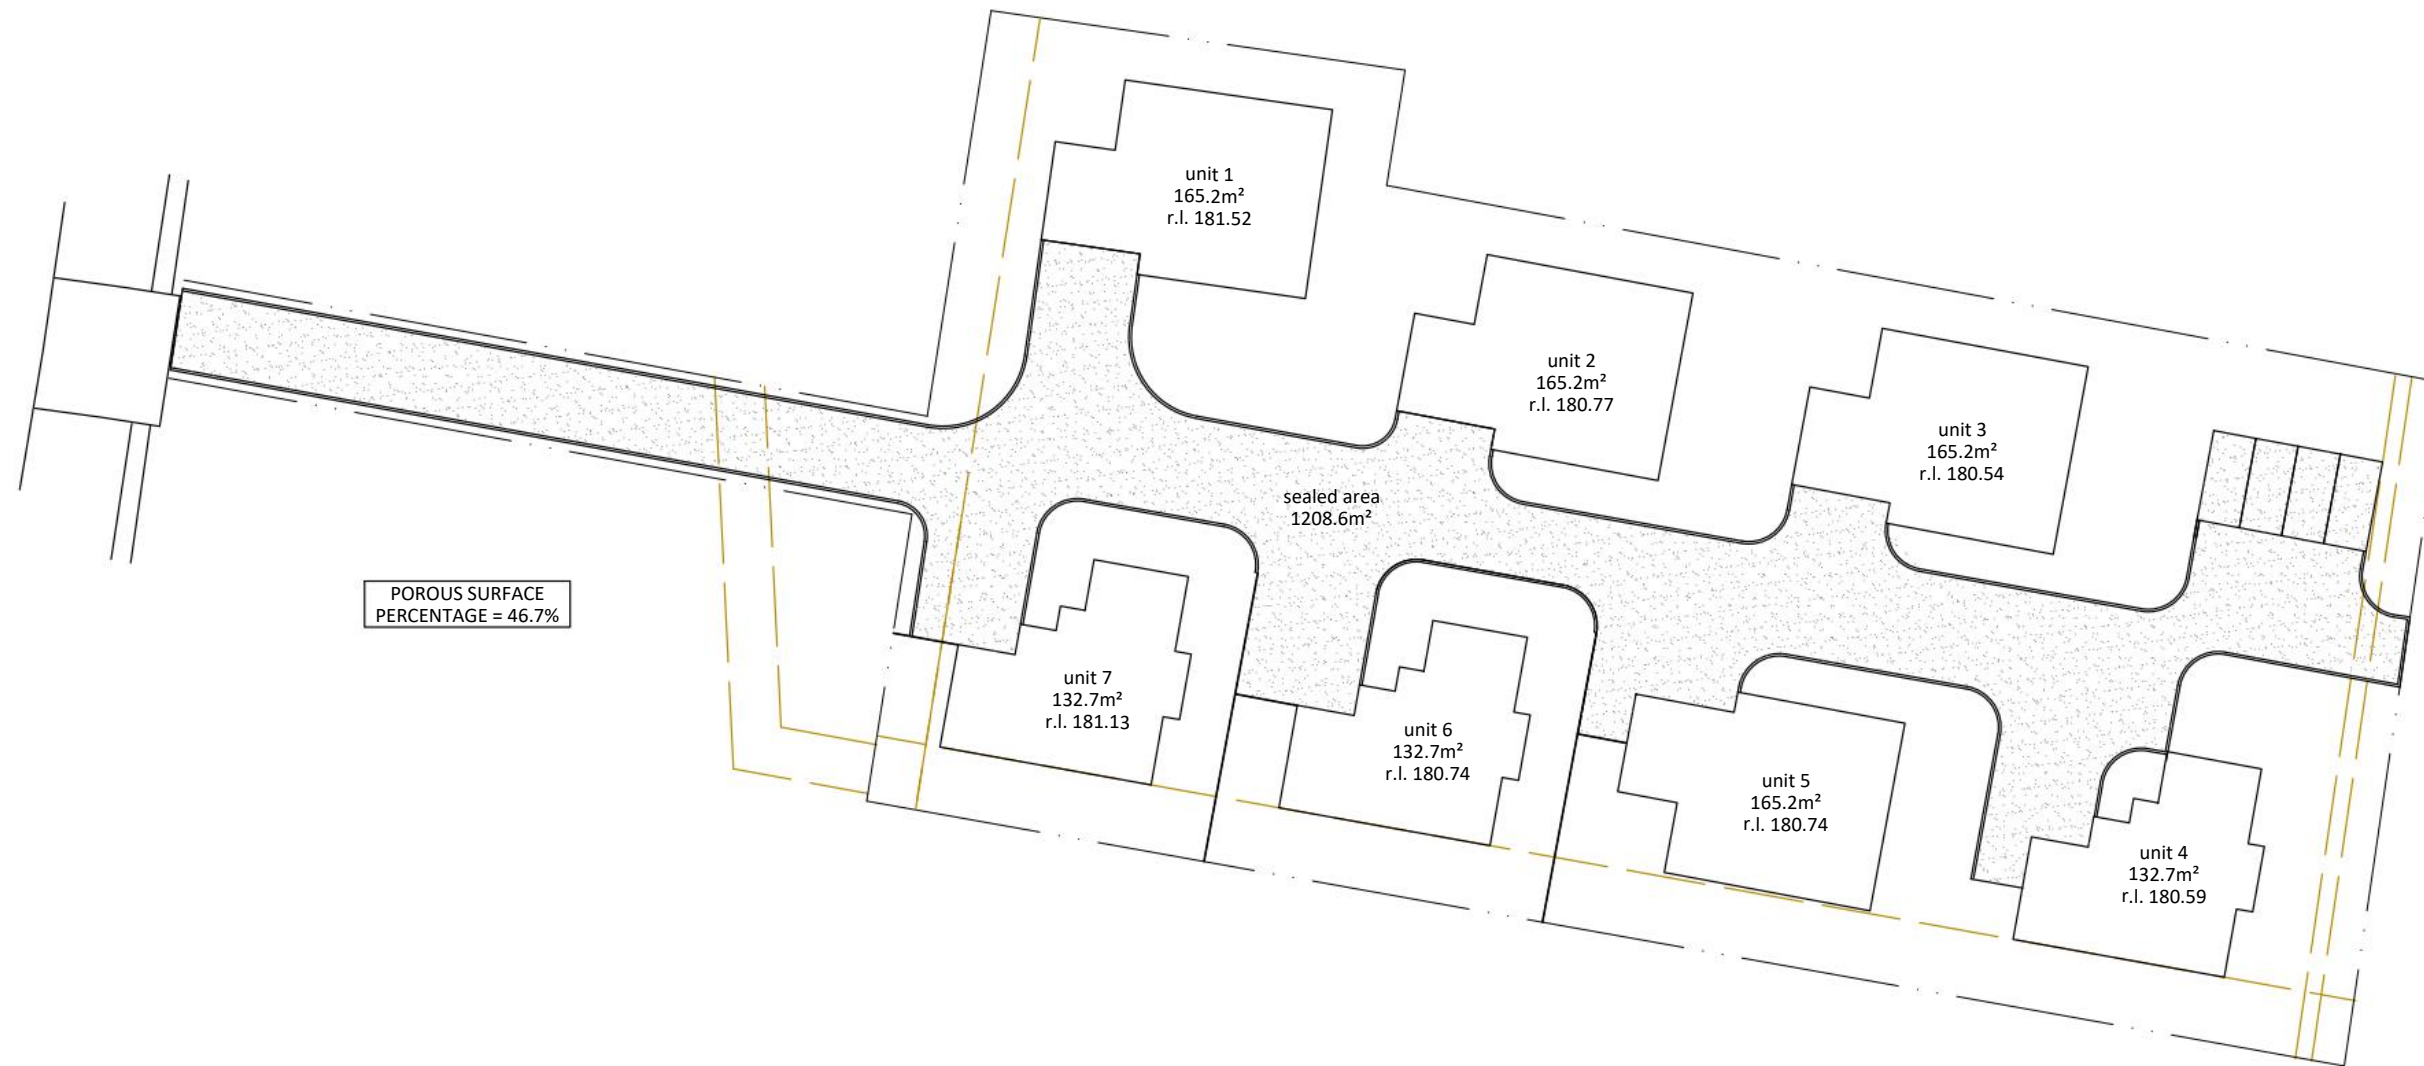 unit 1
165.2m²
r.l. 181.52
unit 2
165.2m²
r.l. 180.77
unit 3
165.2m²
r.l. 180.54
sealed area
1208.6m²
POROUS SURFACE
PERCENTAGE = 46.7%
unit 7
132.7m²
r.l. 181.13
unit 6
132.7m²
r.l. 180.74
unit 5
165.2m²
r.l. 180.74
unit 4
132.7m²
r.l. 180.59